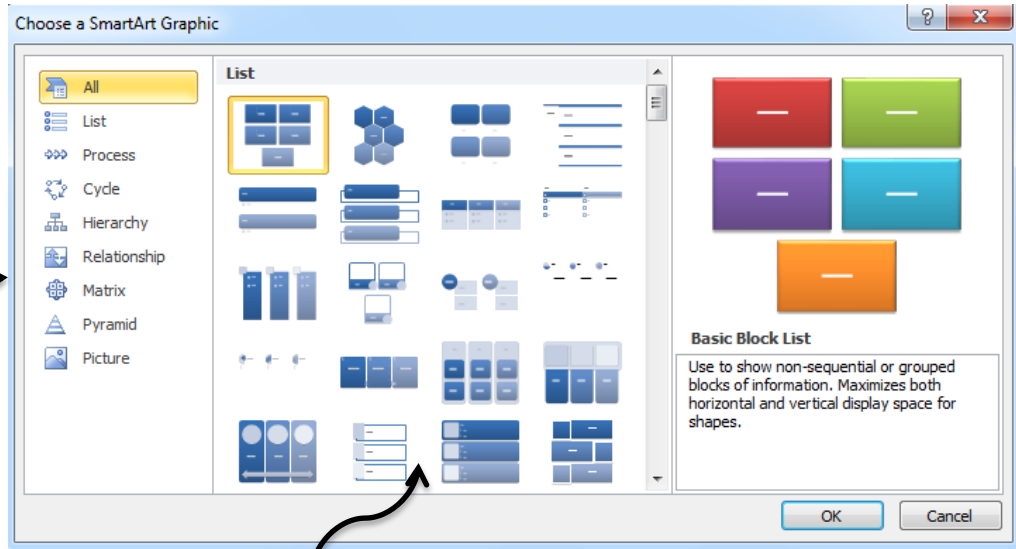 Choose a SmartArt Graphic
All
List
Process
Cycle
Hierarchy
Relationship
Matrix
Pyramid
Picture
List
Basic Block List
Use to show non-sequential or grouped
blocks of information. Maximizes both
horizontal and vertical display space for
shapes.
OK
Cancel